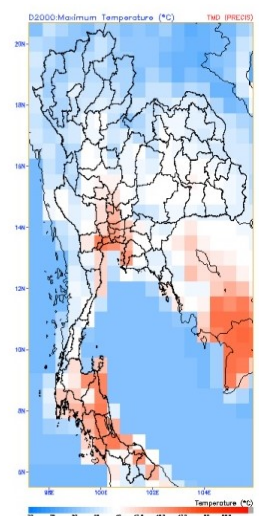 D2000:Maximum Temperature (°C) TMD (PRECIS)
20N
18N
16N
14N
12N
10N
8N
6N
98E 100E 102E 104E
Temperature (°C)